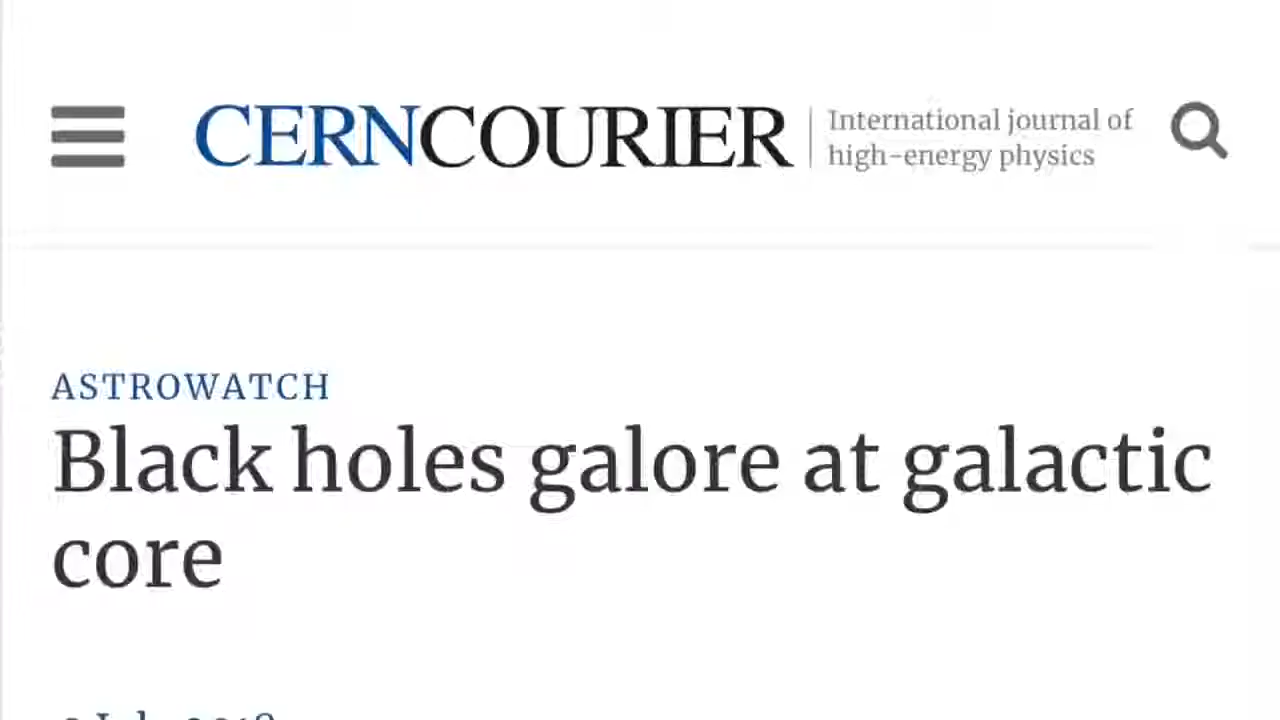 CERNCOURIER
International journal of
high-energy physics
ASTROWATCH
Black holes galore at galactic
core